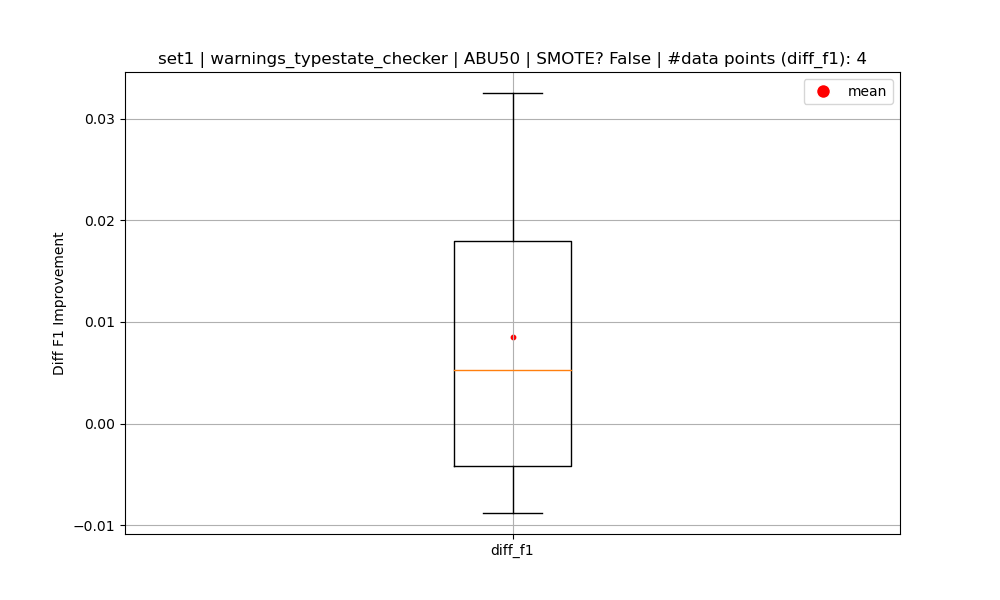 set1 | warnings_typestate_checker | ABU50 | SMOTE? False | #data points (diff_f1): 4
mean
0.03
0.02
0.01
0.00
−0.01
Diff F1 Improvement
diff_f1